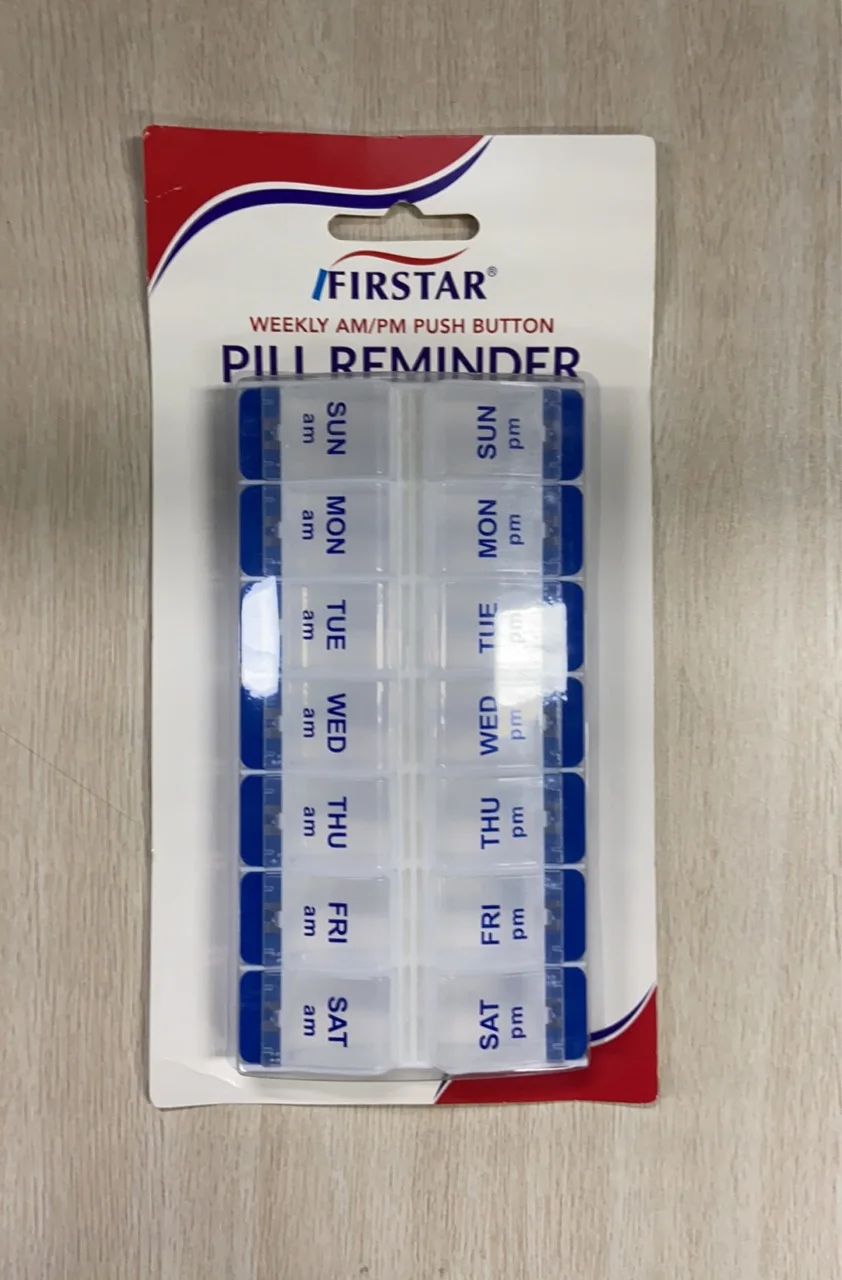 FIRSTAR®
WEEKLY AM/PM PUSH BUTTON
PILL REMINDER
SUN
am
SUN
pm
MON
am
MON
pm
TUE
am
TUE
pm
WED
am
WED
pm
THU
am
THU
pm
FRI
am
FRI
pm
SAT
am
SAT
pm